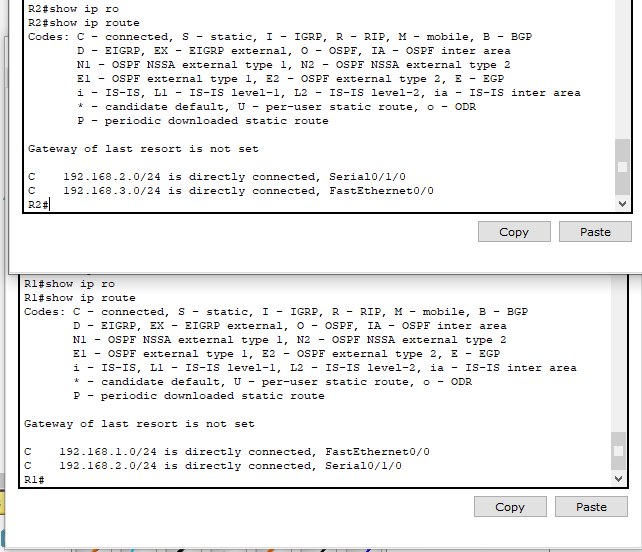 R2#show ip ro
R2#show ip route
Codes: C - connected, S - static, I - IGRP, R - RIP, M - mobile, B - BGP
D - EIGRP, EX - EIGRP external, O - OSPF, IA - OSPF inter area
N1 - OSPF NSSA external type 1, N2 - OSPF NSSA external type 2
E1 - OSPF external type 1, E2 - OSPF external type 2, E - EGP
i - IS-IS, L1 - IS-IS level-1, L2 - IS-IS level-2, ia - IS-IS inter area
* - candidate default, U - per-user static route, o - ODR
P - periodic downloaded static route
Gateway of last resort is not set
C 192.168.2.0/24 is directly connected, Serial0/1/0
C 192.168.3.0/24 is directly connected, FastEthernet0/0
R2#
Copy Paste
R1#show ip ro
R1#show ip route
Codes: C - connected, S - static, I - IGRP, R - RIP, M - mobile, B - BGP
D - EIGRP, EX - EIGRP external, O - OSPF, IA - OSPF inter area
N1 - OSPF NSSA external type 1, N2 - OSPF NSSA external type 2
E1 - OSPF external type 1, E2 - OSPF external type 2, E - EGP
i - IS-IS, L1 - IS-IS level-1, L2 - IS-IS level-2, ia - IS-IS inter area
* - candidate default, U - per-user static route, o - ODR
P - periodic downloaded static route
Gateway of last resort is not set
C 192.168.1.0/24 is directly connected, FastEthernet0/0
C 192.168.2.0/24 is directly connected, Serial0/1/0
R1#
Copy Paste